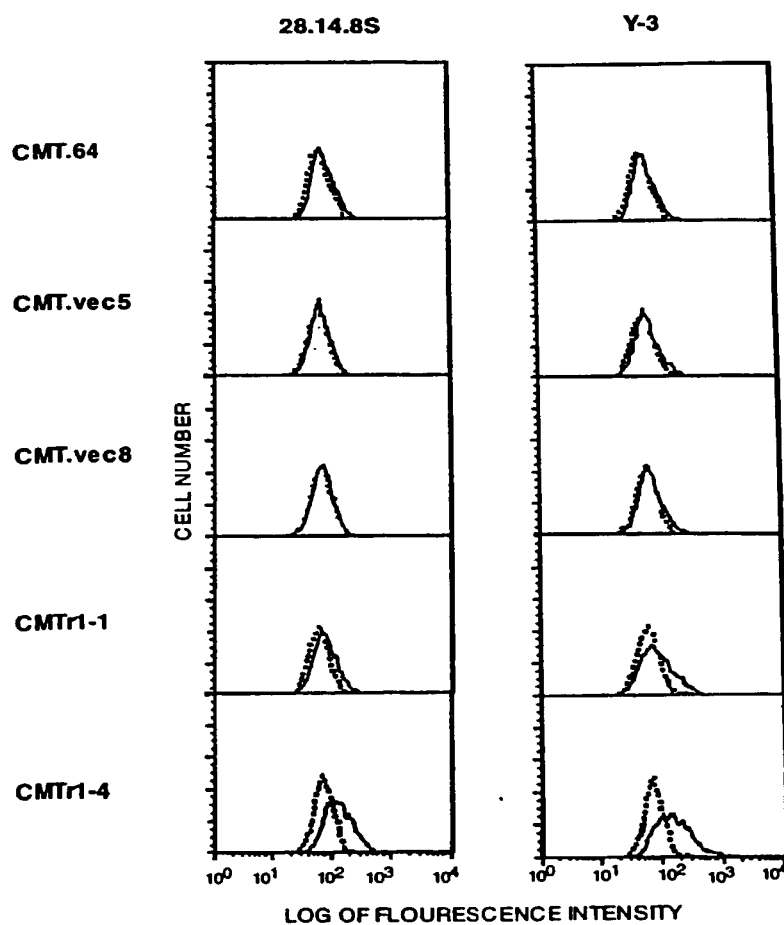 28.14.8S Y-3
CMT.64
CMT.vec5
CMT.vec8
CMTr1-1
CMTr1-4
CELL NUMBER
10⁰ 10¹ 10² 10³ 10⁴ 10⁰ 10¹ 10² 10³ 10⁴
LOG OF FLOURESCENCE INTENSITY